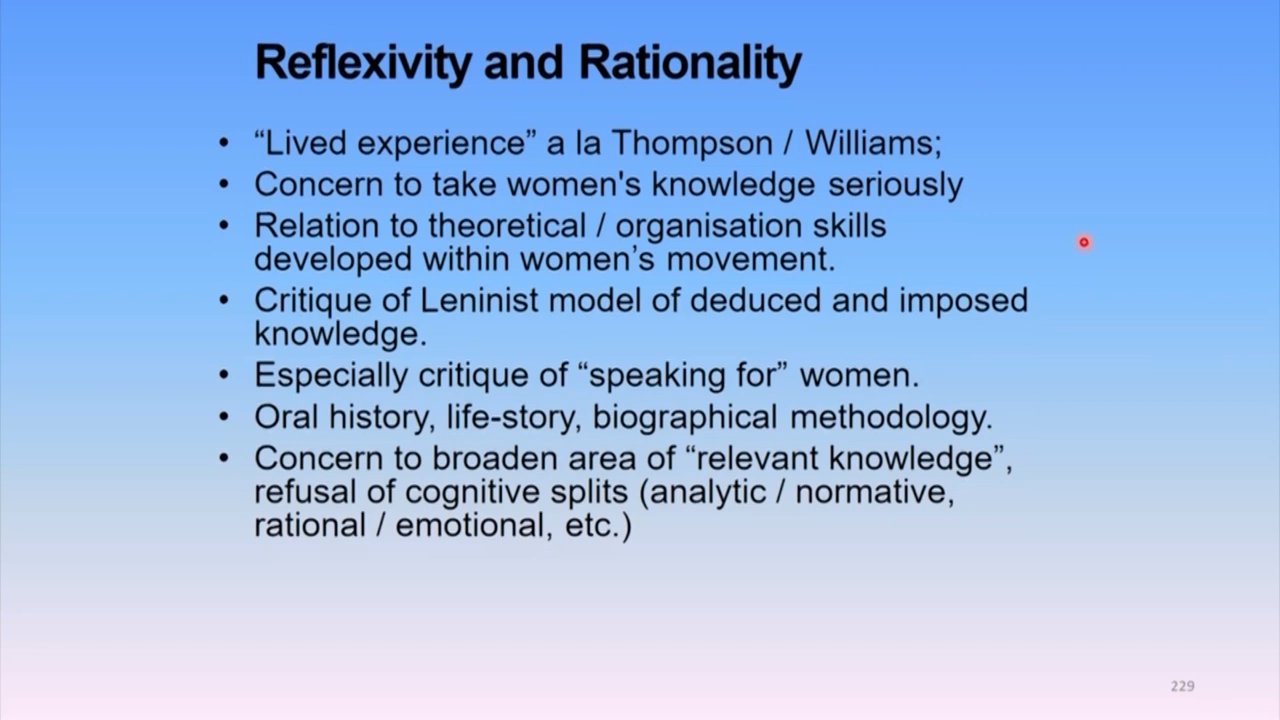 Reflexivity and Rationality
• “Lived experience” a la Thompson / Williams;
• Concern to take women's knowledge seriously
• Relation to theoretical / organisation skills
developed within women’s movement.
• Critique of Leninist model of deduced and imposed
knowledge.
• Especially critique of “speaking for” women.
• Oral history, life-story, biographical methodology.
• Concern to broaden area of “relevant knowledge”,
refusal of cognitive splits (analytic / normative,
rational / emotional, etc.)
229